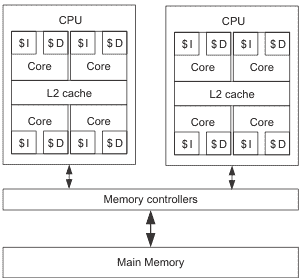 CPU CPU
$I $D $I $D $I $D $I $D
Core Core Core Core
L2 cache L2 cache
Core Core Core Core
$I $D $I $D $I $D $I $D
Memory controllers
Main Memory